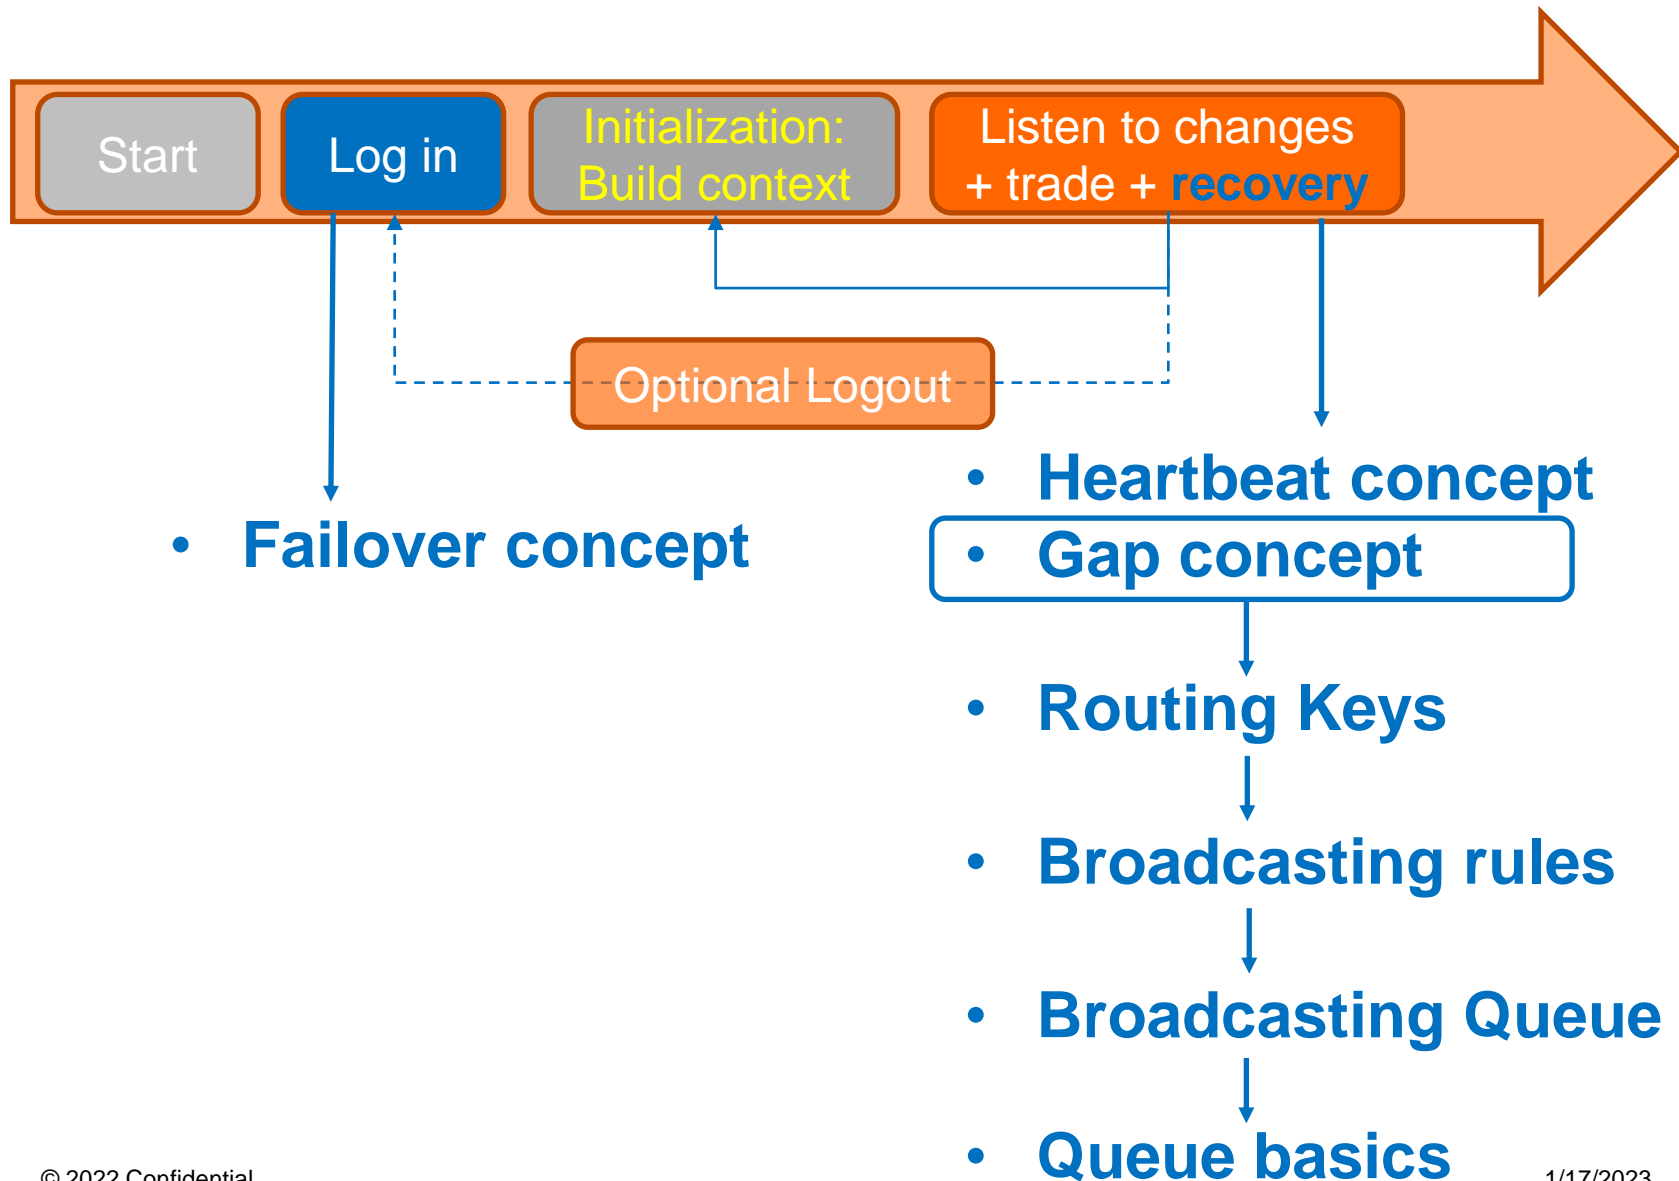 Start
Log in
Initialization:
Build context
Listen to changes
+ trade + recovery
Optional Logout
• Failover concept
• Heartbeat concept
• Gap concept
• Routing Keys
• Broadcasting rules
• Broadcasting Queue
• Queue basics
© 2022 Confidential
1/17/2023